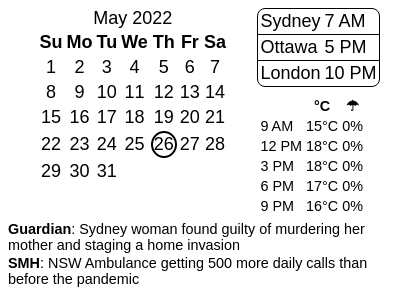 May 2022
Su Mo Tu We Th Fr Sa
1 2 3 4 5 6 7
8 9 10 11 12 13 14
15 16 17 18 19 20 21
22 23 24 25 26 27 28
29 30 31
Sydney 7 AM
Ottawa 5 PM
London 10 PM
°C ☂
9 AM 15°C 0%
12 PM 18°C 0%
3 PM 18°C 0%
6 PM 17°C 0%
9 PM 16°C 0%
Guardian: Sydney woman found guilty of murdering her
mother and staging a home invasion
SMH: NSW Ambulance getting 500 more daily calls than
before the pandemic